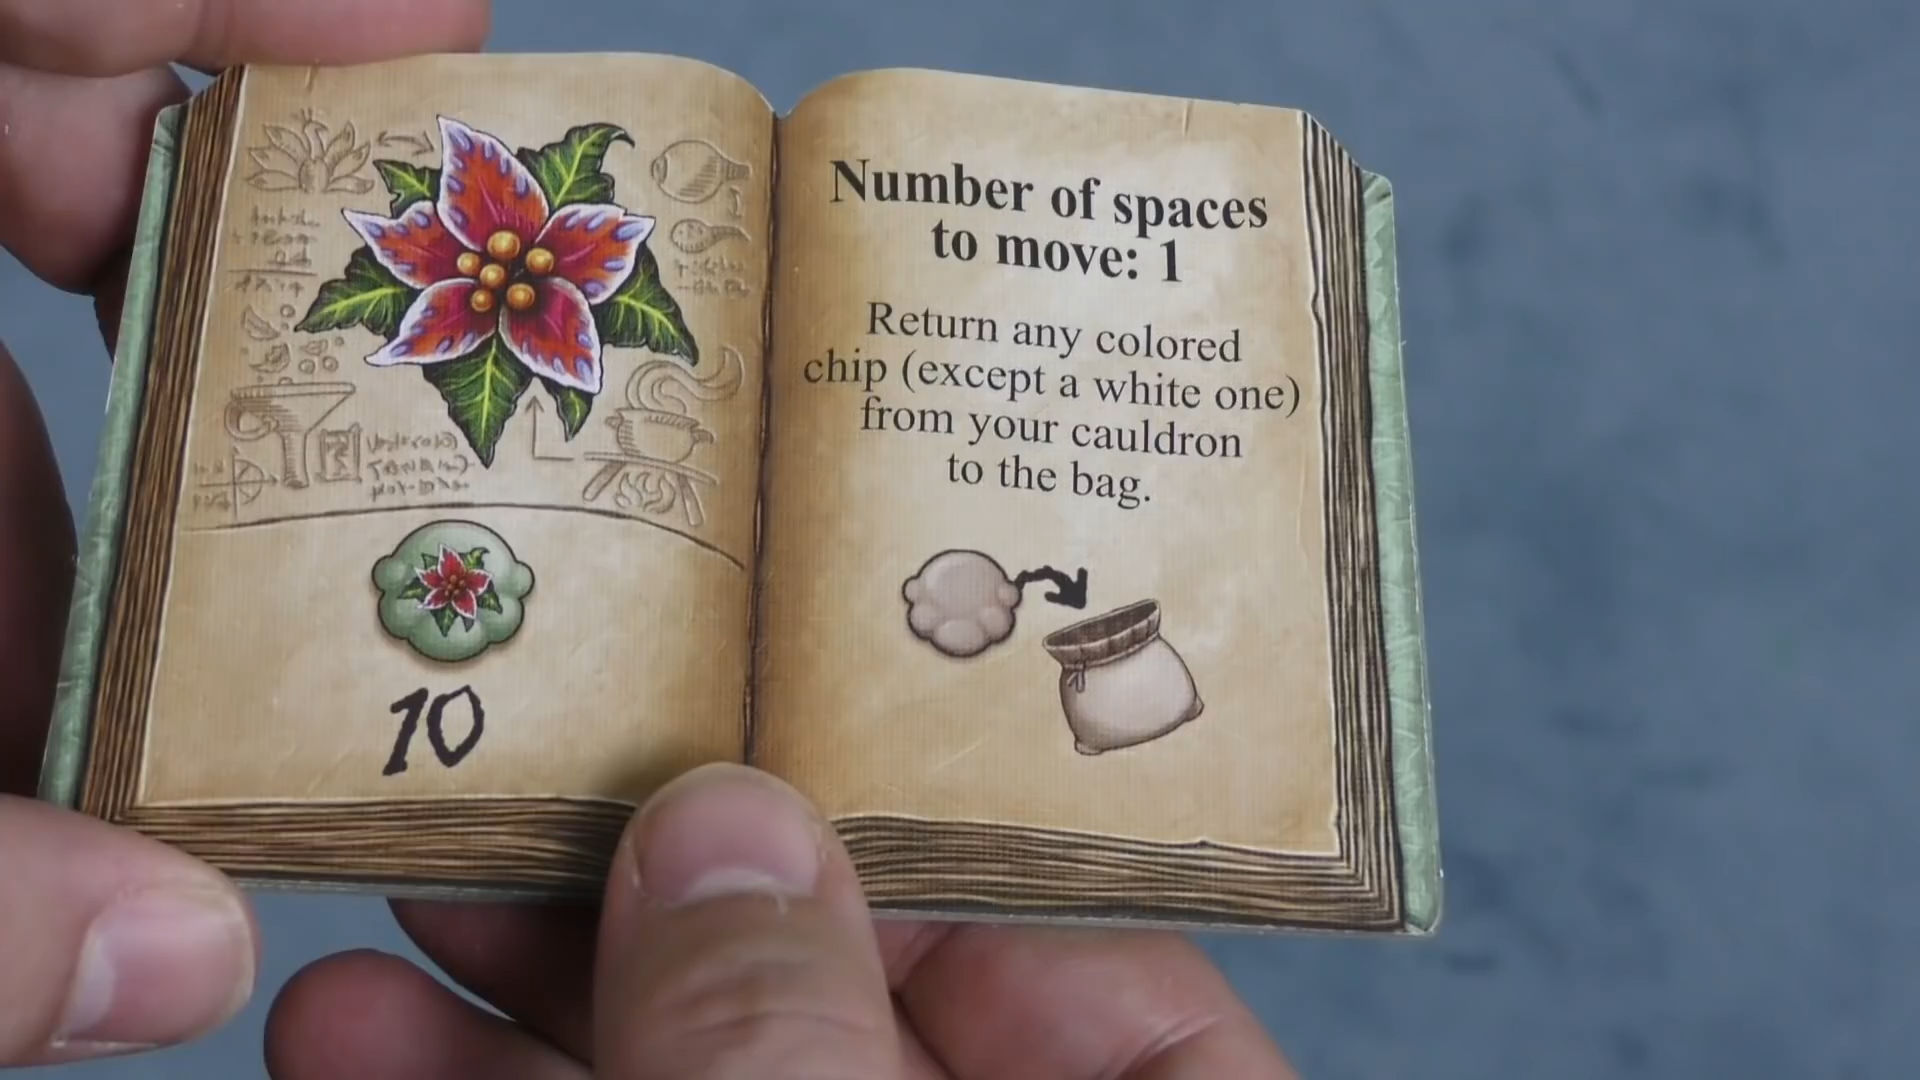 10
Number of spaces
to move: 1
Return any colored
chip (except a white one)
from your cauldron
to the bag.